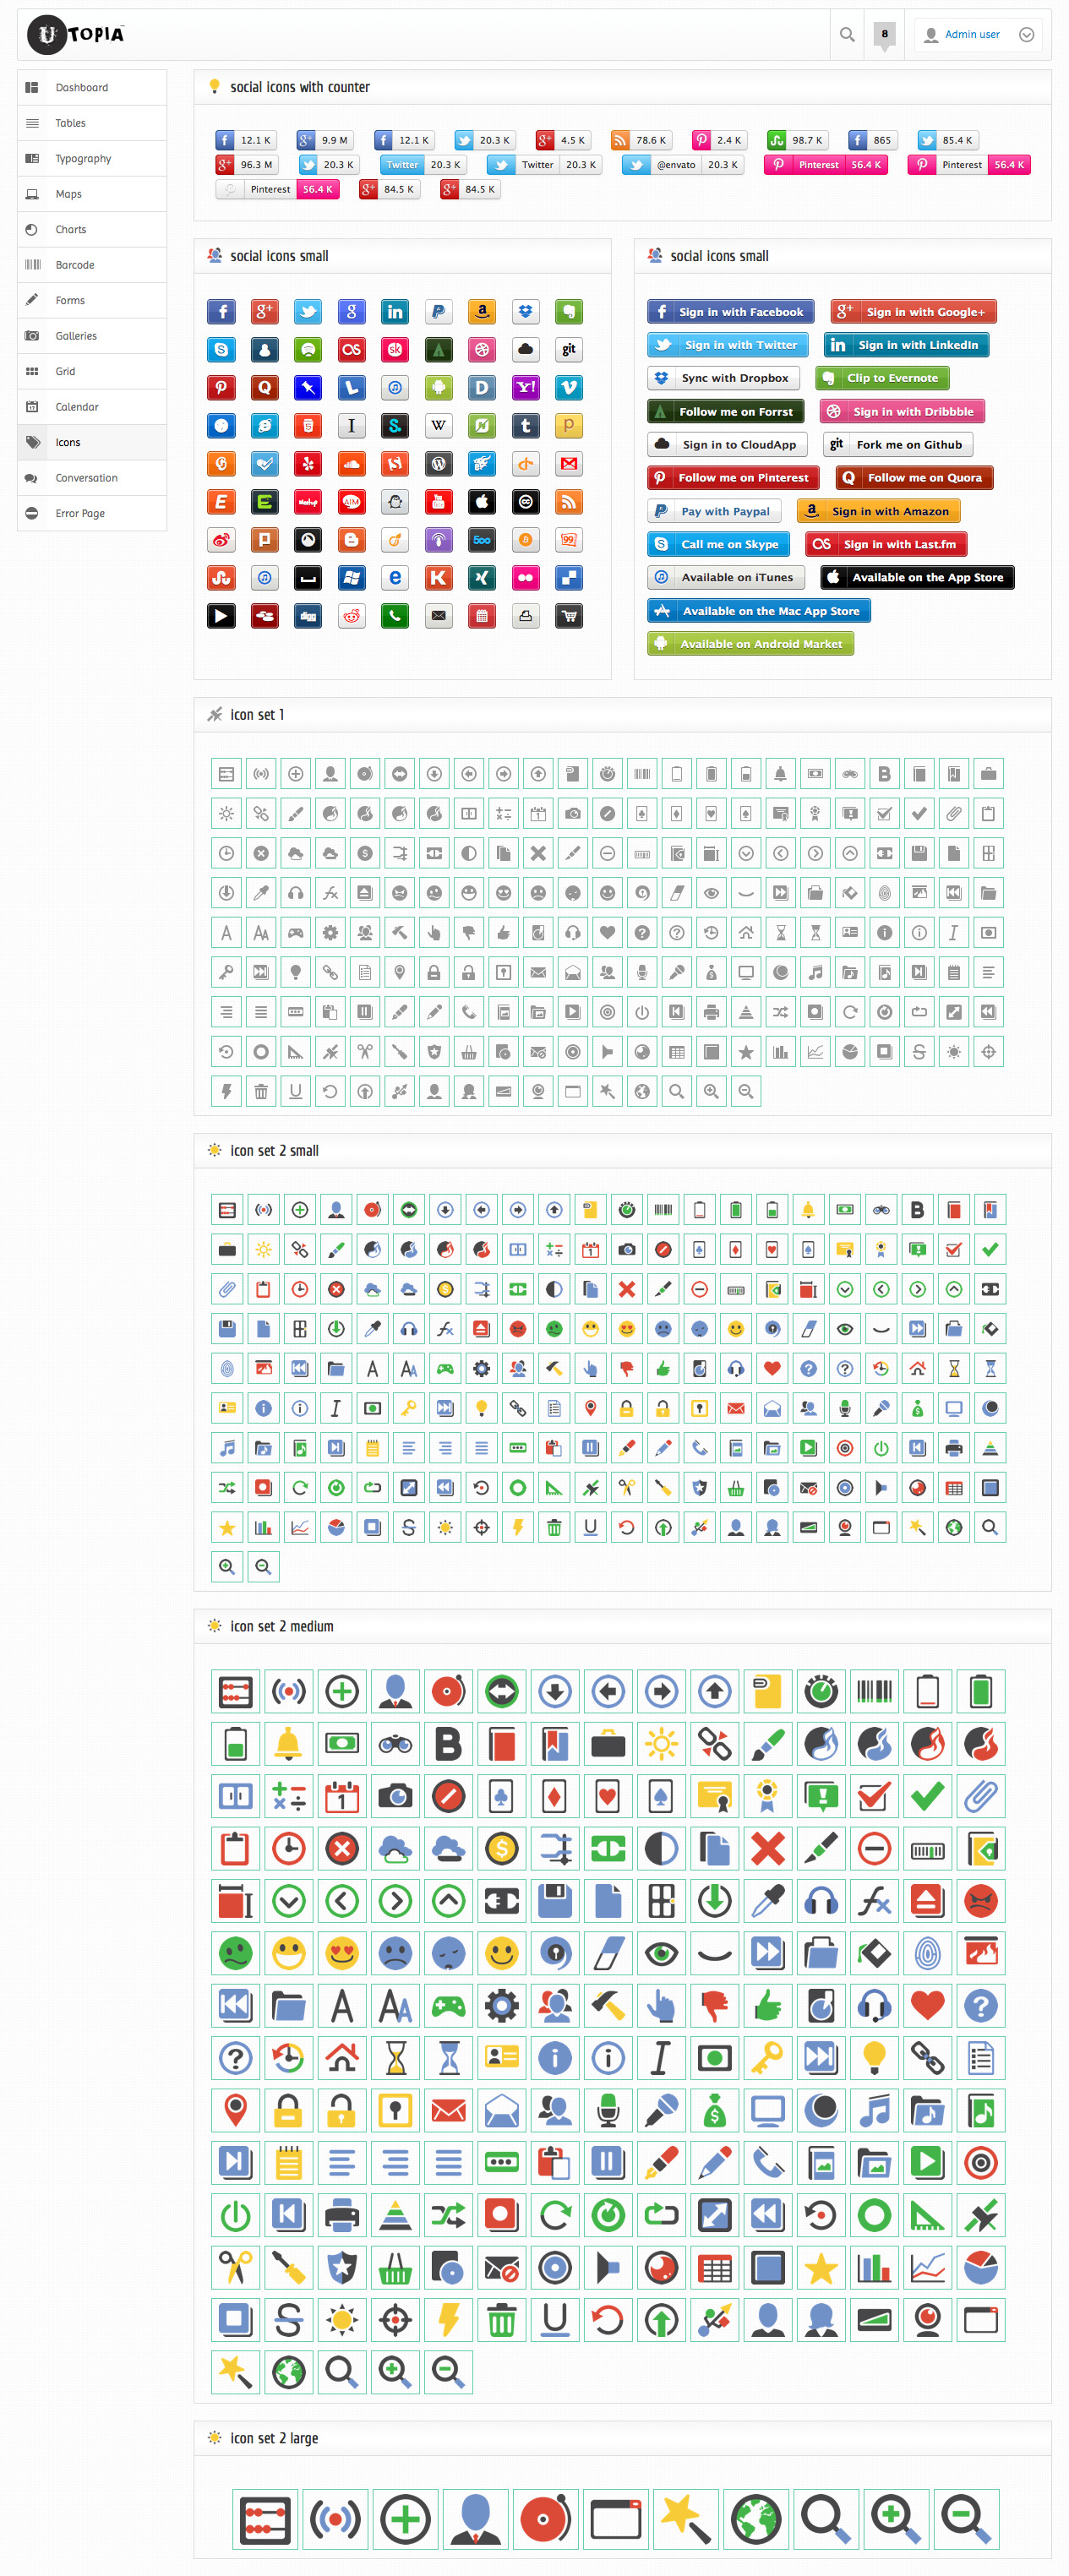 UTOPIA
8
Admin user
Dashboard
Tables
Typography
Maps
Charts
Barcode
Forms
Galleries
Grid
Calendar
Icons
Conversation
Error Page
social icons with counter
12.1 K 9.9 M 12.1 K 20.3 K 4.5 K 78.6 K 2.4 K 98.7 K 865 85.4 K
96.3 M 20.3 K Twitter 20.3 K Twitter 20.3 K @envato 20.3 K Pinterest 56.4 K Pinterest 56.4 K
Pinterest 56.4 K 84.5 K 84.5 K
social icons small
social icons small
Sign in with Facebook
Sign in with Google+
Sign in with Twitter
Sign in with LinkedIn
Sync with Dropbox
Clip to Evernote
Follow me on Forrst
Sign in with Dribbble
Sign in to CloudApp
git Fork me on Github
Follow me on Pinterest
Follow me on Quora
Pay with Paypal
Sign in with Amazon
Call me on Skype
Sign in with Last.fm
Available on iTunes
Available on the App Store
Available on the Mac App Store
Available on Android Market
icon set 1
icon set 2 small
icon set 2 medium
icon set 2 large